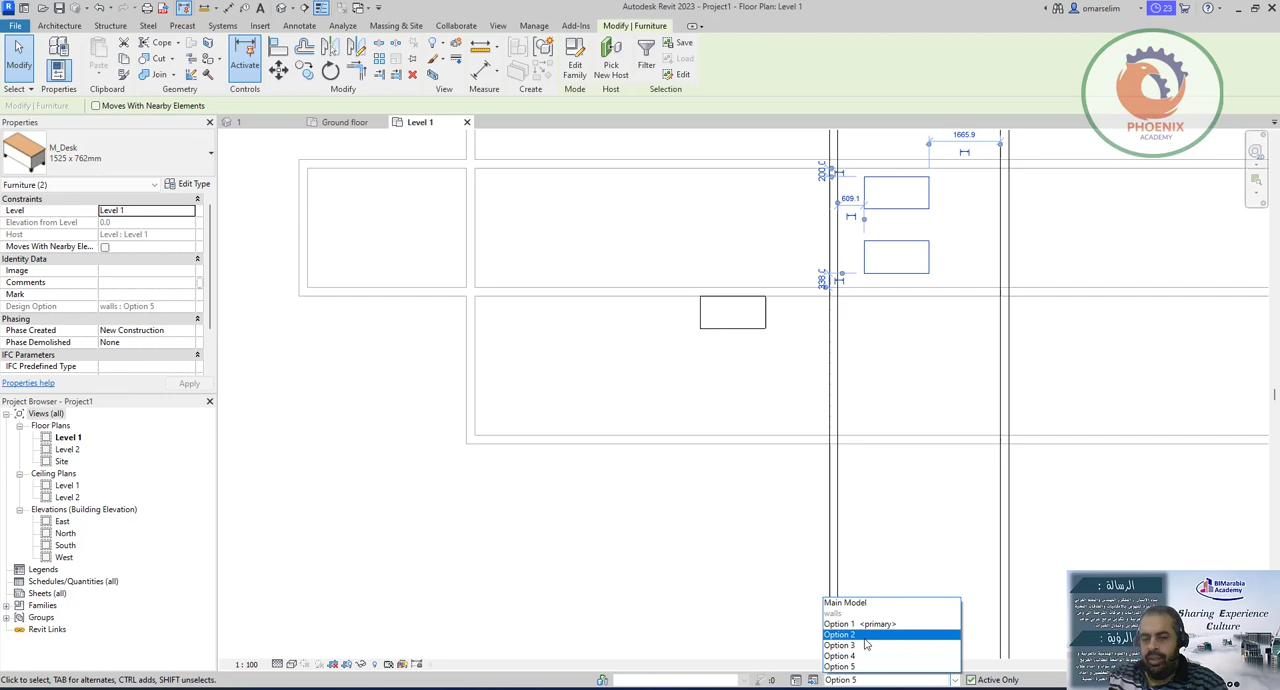 Autodesk Revit 2023 - Project1 - Floor Plan: Level 1
omarselim
23
File
Architecture
Structure
Steel
Precast
Systems
Insert
Annotate
Analyze
Massing & Site
Collaborate
View
Manage
Add-Ins
Modify | Furniture
Modify
Paste
Cope
Cut
Join
Activate
Edit Family
Pick New Host
Filter
Save
Load
Edit
Select
Properties
Clipboard
Geometry
Controls
Modify
View
Measure
Create
Mode
Host
Selection
Modify | Furniture
Moves With Nearby Elements
PHOENIX
ACADEMY
Properties
1
Ground floor
Level 1
M_Desk
1525 x 762mm
Furniture (2)
Edit Type
Constraints
Level
Level 1
Elevation from Level
0.0
Host
Level : Level 1
Moves With Nearby Ele...
Identity Data
Image
Comments
Mark
Design Option
walls : Option 5
Phasing
Phase Created
New Construction
Phase Demolished
None
IFC Parameters
IFC Predefined Type
Properties help
Apply
1665.9
200.0
609.1
338.0
Project Browser - Project1
Views (all)
Floor Plans
Level 1
Level 2
Site
Ceiling Plans
Level 1
Level 2
Elevations (Building Elevation)
East
North
South
West
Legends
Schedules/Quantities (all)
Sheets (all)
Families
Groups
Revit Links
Main Model
walls
Option 1 <primary>
Option 2
Option 3
Option 4
Option 5
1 : 100
Click to select, TAB for alternates, CTRL adds, SHIFT unselects.
:0
Option 5
Active Only
الرسالة :
BIMarabia
Academy
Sharing Experience
Culture
الرؤية :